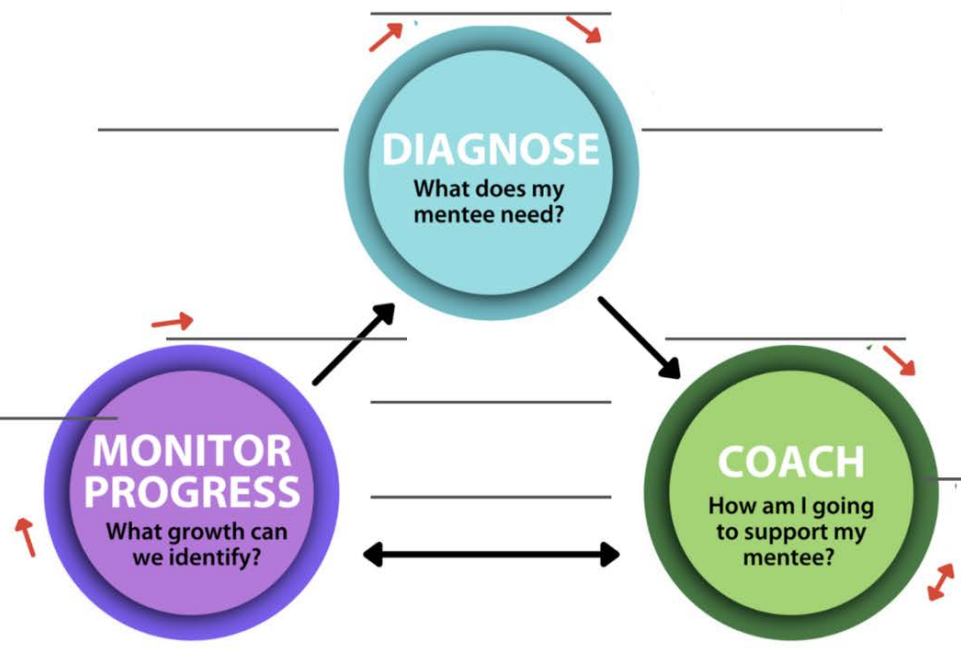 DIAGNOSE
What does my
mentee need?
MONITOR
PROGRESS
What growth can
we identify?
COACH
How am I going
to support my
mentee?